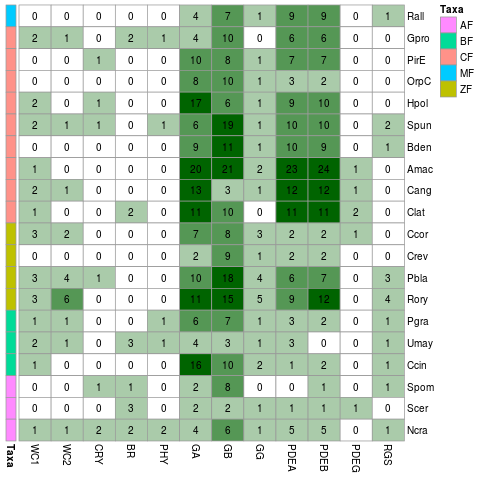 0 0 0 0 0 4 7 1 9 9 0 1 Rall
2 1 0 2 1 4 10 0 6 6 0 0 Gpro
0 0 1 0 0 10 8 1 7 7 0 0 PirE
0 0 0 0 0 8 10 1 3 2 0 0 OrpC
2 0 1 0 0 17 6 1 9 10 0 0 Hpol
2 1 1 0 1 6 19 1 10 10 0 2 Spun
0 0 0 0 0 9 11 1 10 9 0 1 Bden
1 0 0 0 0 20 21 2 23 24 1 0 Amac
2 1 0 0 0 13 3 1 12 12 1 0 Cang
1 0 0 2 0 11 10 0 11 11 2 0 Clat
3 2 0 0 0 7 8 3 2 2 1 0 Ccor
0 0 0 0 0 2 9 1 2 2 0 0 Crev
3 4 1 0 0 10 18 4 6 7 0 3 Pbla
3 6 0 0 0 11 15 5 9 12 0 4 Rory
1 1 0 0 1 6 7 1 3 2 0 1 Pgra
2 1 0 3 1 4 3 1 3 0 0 1 Umay
1 0 0 0 0 16 10 2 1 2 0 1 Ccin
0 0 1 1 0 2 8 0 0 1 0 1 Spom
0 0 0 3 0 2 2 1 1 1 1 0 Scer
1 1 2 2 2 4 6 1 5 5 0 1 Ncra
Taxa WC1 WC2 CRY BR PHY GA GB GG PDEA PDEB PDEG RGS
Taxa
AF
BF
CF
MF
ZF